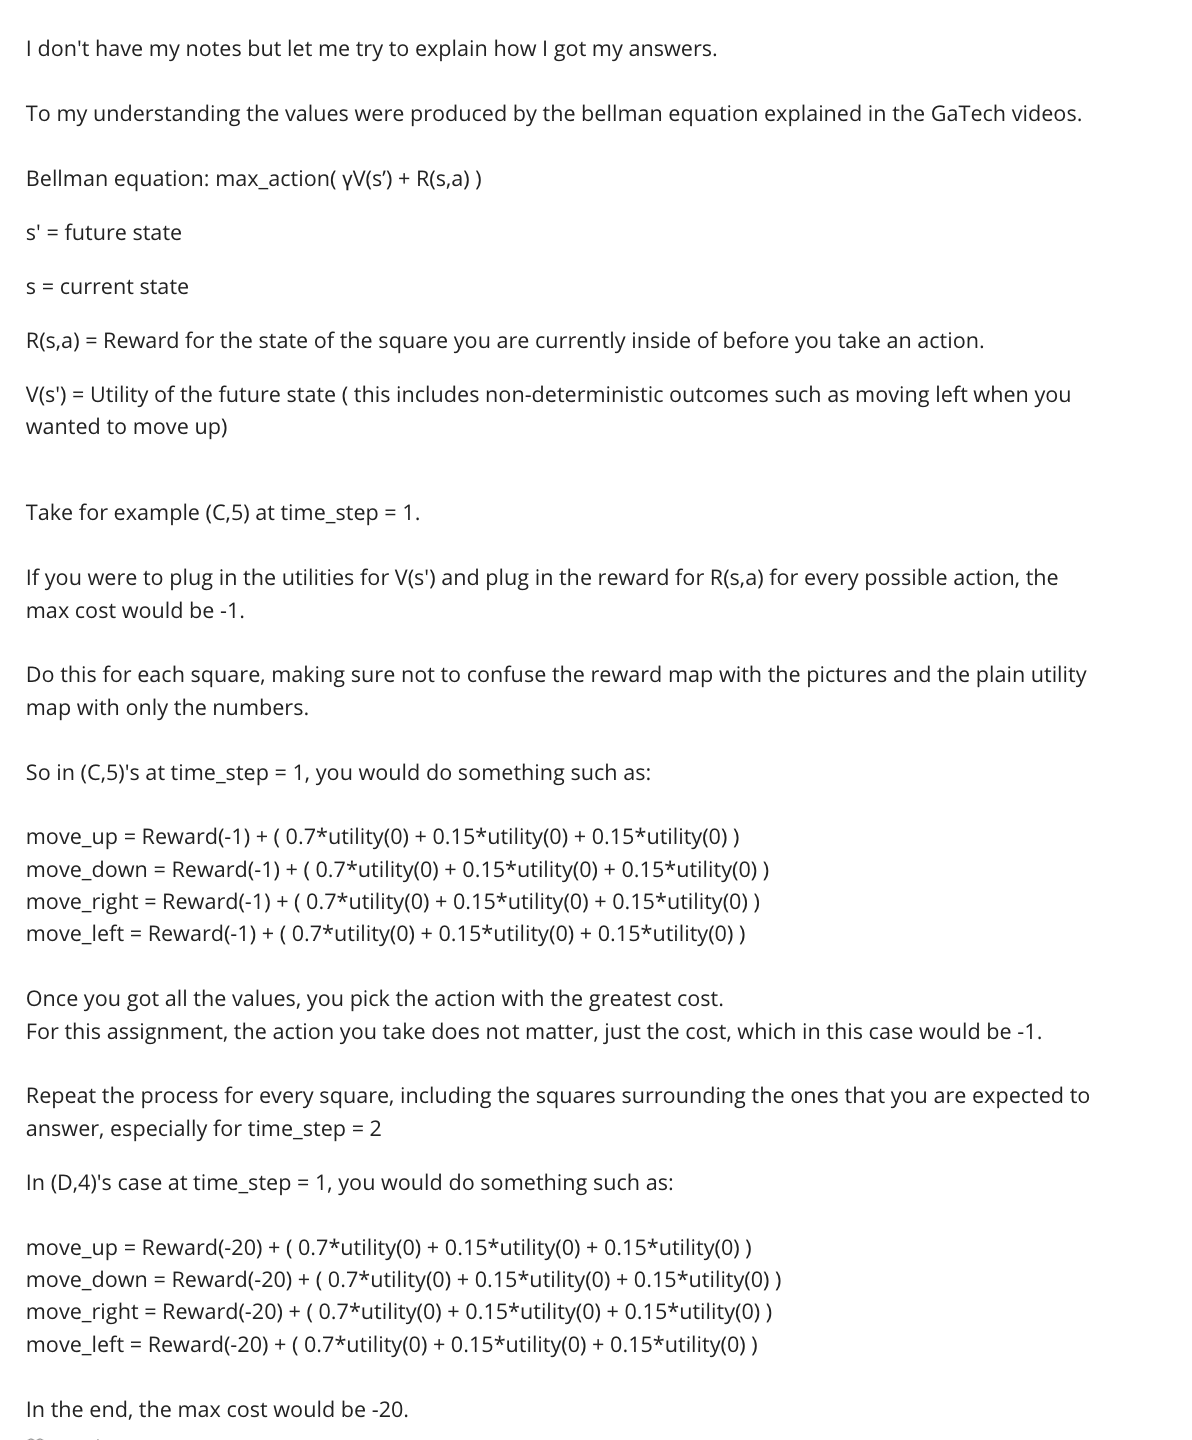 I don't have my notes but let me try to explain how I got my answers.
To my understanding the values were produced by the bellman equation explained in the GaTech videos.
Bellman equation: max_action( γV(s’) + R(s,a) )
s' = future state
s = current state
R(s,a) = Reward for the state of the square you are currently inside of before you take an action.
V(s') = Utility of the future state ( this includes non-deterministic outcomes such as moving left when you
wanted to move up)
Take for example (C,5) at time_step = 1.
If you were to plug in the utilities for V(s') and plug in the reward for R(s,a) for every possible action, the
max cost would be -1.
Do this for each square, making sure not to confuse the reward map with the pictures and the plain utility
map with only the numbers.
So in (C,5)'s at time_step = 1, you would do something such as:
move_up = Reward(-1) + ( 0.7*utility(0) + 0.15*utility(0) + 0.15*utility(0) )
move_down = Reward(-1) + ( 0.7*utility(0) + 0.15*utility(0) + 0.15*utility(0) )
move_right = Reward(-1) + ( 0.7*utility(0) + 0.15*utility(0) + 0.15*utility(0) )
move_left = Reward(-1) + ( 0.7*utility(0) + 0.15*utility(0) + 0.15*utility(0) )
Once you got all the values, you pick the action with the greatest cost.
For this assignment, the action you take does not matter, just the cost, which in this case would be -1.
Repeat the process for every square, including the squares surrounding the ones that you are expected to
answer, especially for time_step = 2
In (D,4)'s case at time_step = 1, you would do something such as:
move_up = Reward(-20) + ( 0.7*utility(0) + 0.15*utility(0) + 0.15*utility(0) )
move_down = Reward(-20) + ( 0.7*utility(0) + 0.15*utility(0) + 0.15*utility(0) )
move_right = Reward(-20) + ( 0.7*utility(0) + 0.15*utility(0) + 0.15*utility(0) )
move_left = Reward(-20) + ( 0.7*utility(0) + 0.15*utility(0) + 0.15*utility(0) )
In the end, the max cost would be -20.